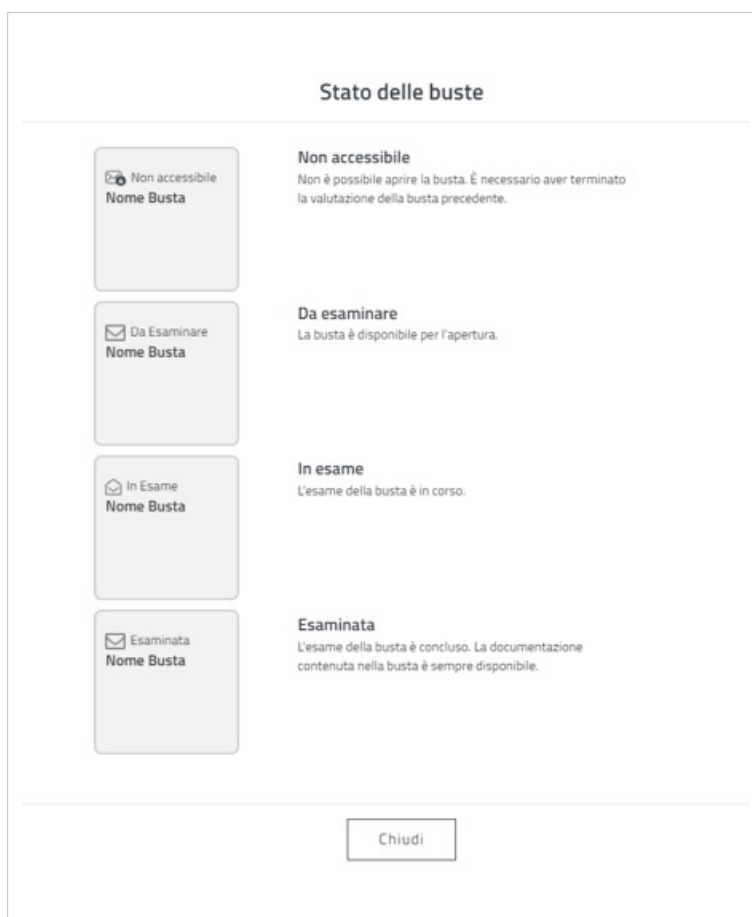 Stato delle buste
Non accessibile
Nome Busta
Non accessibile
Non è possibile aprire la busta. È necessario aver terminato
la valutazione della busta precedente.
Da Esaminare
Nome Busta
Da esaminare
La busta è disponibile per l'apertura.
In Esame
Nome Busta
In esame
L'esame della busta è in corso.
Esaminata
Nome Busta
Esaminata
L'esame della busta è concluso. La documentazione
contenuta nella busta è sempre disponibile.
Chiudi